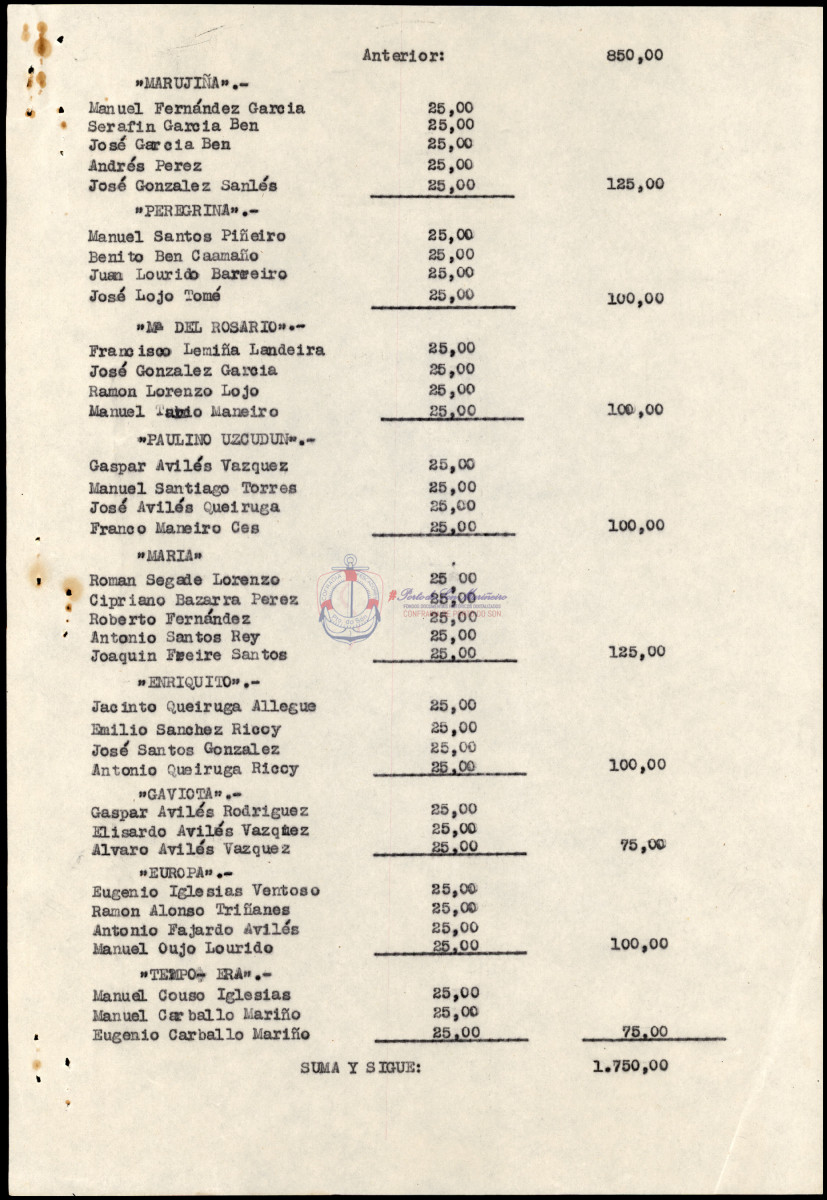 Anterior: 850,00
"MARUJIÑA".-
Manuel Fernández Garcia 25,00
Serafin Garcia Ben 25,00
José Garcia Ben 25,00
Andrés Perez 25,00
José Gonzalez Sanlés 25,00 125,00
"PEREGRINA".-
Manuel Santos Piñeiro 25,00
Benito Ben Caamaño 25,00
Juan Lourido Barreiro 25,00
José Lojo Tomé 25,00 100,00
"Mª DEL ROSARIO".-
Francisco Lemiña Landeira 25,00
José Gonzalez Garcia 25,00
Ramon Lorenzo Lojo 25,00
Manuel Tabio Maneiro 25,00 100,00
"PAULINO UZCUDUN".-
Gaspar Avilés Vazquez 25,00
Manuel Santiago Torres 25,00
José Avilés Queiruga 25,00
Franco Maneiro Ces 25,00 100,00
"MARIA"
Roman Segade Lorenzo 25,00
Cipriano Bazarra Perez 25,00
Roberto Fernández 25,00
Antonio Santos Rey 25,00
Joaquin Freire Santos 25,00 125,00
"ENRIQUITO".-
Jacinto Queiruga Allegue 25,00
Emilio Sanchez Riccy 25,00
José Santos Gonzalez 25,00
Antonio Queiruga Riccy 25,00 100,00
"GAVIOTA".-
Gaspar Avilés Rodriguez 25,00
Elisardo Avilés Vazquez 25,00
Alvaro Avilés Vazquez 25,00 75,00
"EUROPA".-
Eugenio Iglesias Ventoso 25,00
Ramon Alonso Triñanes 25,00
Antonio Fajardo Avilés 25,00
Manuel Oujo Lourido 25,00 100,00
"TEMPO- ERA".-
Manuel Couso Iglesias 25,00
Manuel Carballo Mariño 25,00
Eugenio Carballo Mariño 25,00 75,00
SUMA Y SIGUE: 1.750,00